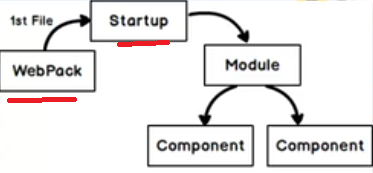 1st File
Startup
WebPack
Module
Component
Component